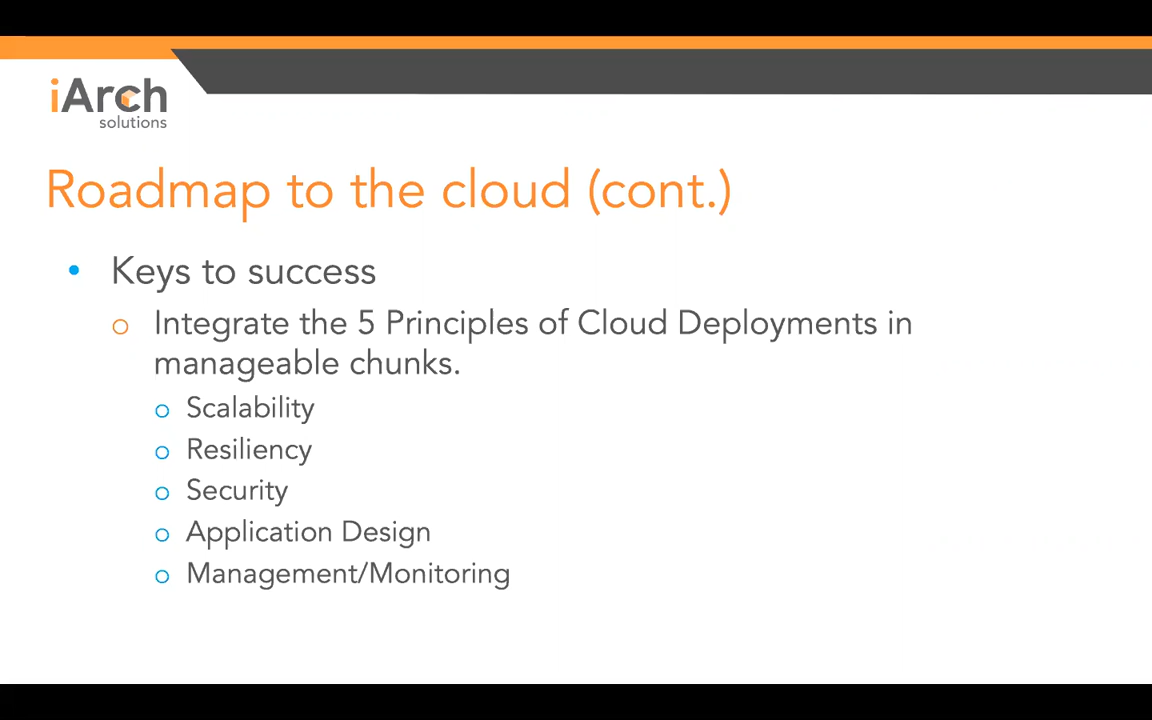 iArch
solutions
Roadmap to the cloud (cont.)
• Keys to success
o Integrate the 5 Principles of Cloud Deployments in
manageable chunks.
o Scalability
o Resiliency
o Security
o Application Design
o Management/Monitoring